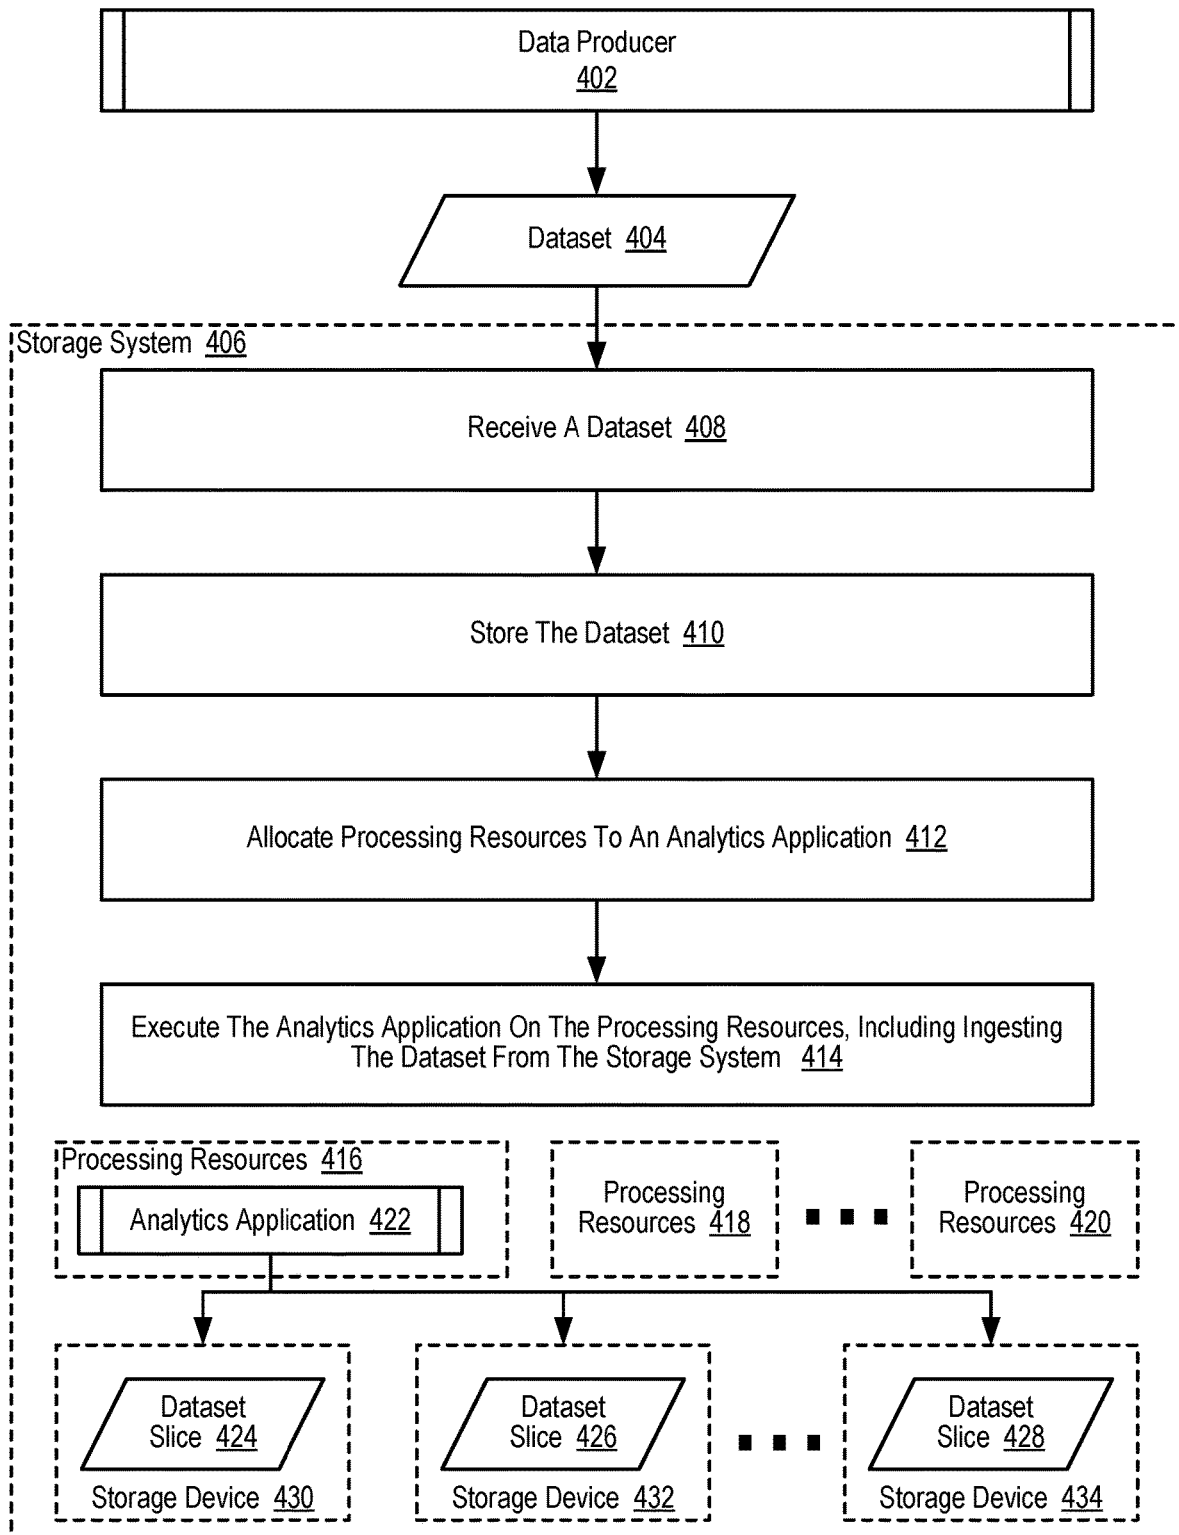 Data Producer
402
Dataset 404
Storage System 406
Receive A Dataset 408
Store The Dataset 410
Allocate Processing Resources To An Analytics Application 412
Execute The Analytics Application On The Processing Resources, Including Ingesting
The Dataset From The Storage System 414
Processing Resources 416
Analytics Application 422
Processing
Resources 418
Processing
Resources 420
Dataset
Slice 424
Storage Device 430
Dataset
Slice 426
Storage Device 432
Dataset
Slice 428
Storage Device 434